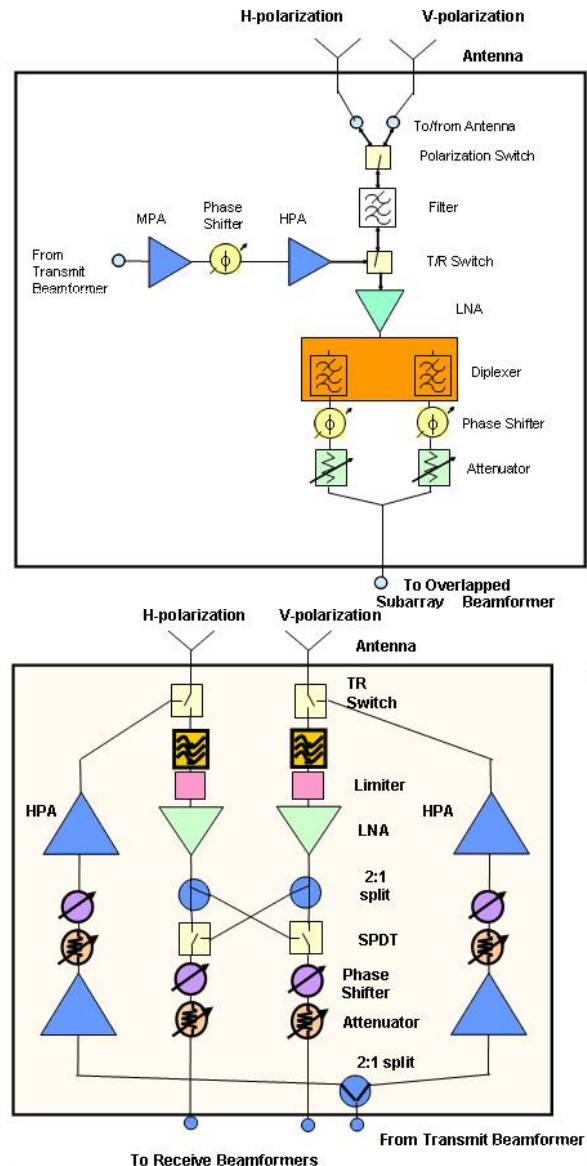 H-polarization V-polarization
Antenna
To/from Antenna
Polarization Switch
Filter
MPA
Phase
Shifter
HPA
From
Transmit
Beamformer
ϕ
T/R Switch
LNA
Diplexer
ϕ
ϕ
Phase Shifter
Attenuator
To Overlapped
Subarray Beamformer
H-polarization V-polarization
Antenna
TR
Switch
Limiter
HPA
LNA
HPA
2:1
split
SPDT
Phase
Shifter
Attenuator
2:1 split
From Transmit Beamformer
To Receive Beamformers